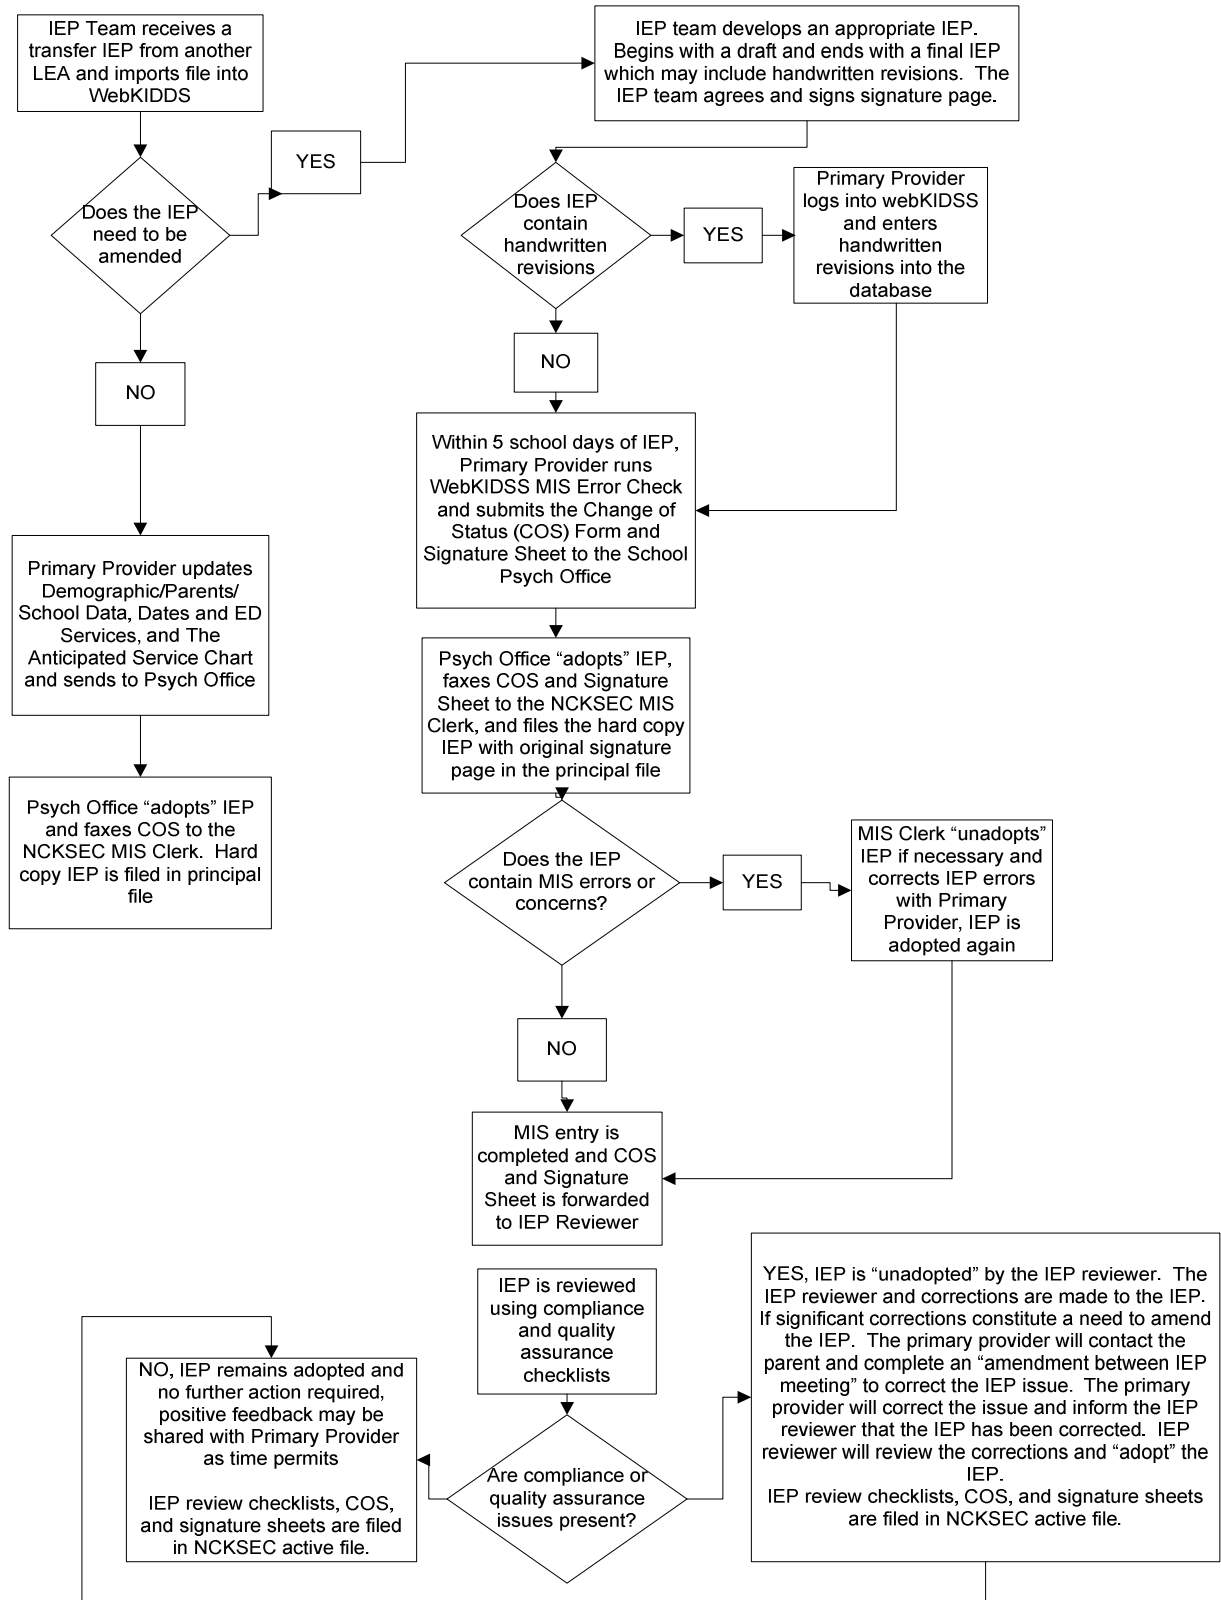 IEP Team receives a
transfer IEP from another
LEA and imports file into
WebKIDDS
Does the IEP
need to be
amended
YES
NO
Primary Provider updates
Demographic/Parents/
School Data, Dates and ED
Services, and The
Anticipated Service Chart
and sends to Psych Office
Psych Office “adopts” IEP
and faxes COS to the
NCKSEC MIS Clerk.  Hard
copy IEP is filed in principal
file
IEP team develops an appropriate IEP.
Begins with a draft and ends with a final IEP
which may include handwritten revisions.  The
IEP team agrees and signs signature page.
Does IEP
contain
handwritten
revisions
YES
Primary Provider
logs into webKIDSS
and enters
handwritten
revisions into the
database
NO
Within 5 school days of IEP,
Primary Provider runs
WebKIDSS MIS Error Check
and submits the Change of
Status (COS) Form and
Signature Sheet to the School
Psych Office
Psych Office “adopts” IEP,
faxes COS and Signature
Sheet to the NCKSEC MIS
Clerk, and files the hard copy
IEP with original signature
page in the principal file
Does the IEP
contain MIS errors or
concerns?
YES
MIS Clerk “unadopts”
IEP if necessary and
corrects IEP errors
with Primary
Provider, IEP is
adopted again
NO
MIS entry is
completed and COS
and Signature
Sheet is forwarded
to IEP Reviewer
IEP is reviewed
using compliance
and quality
assurance
checklists
Are compliance or
quality assurance
issues present?
NO, IEP remains adopted and
no further action required,
positive feedback may be
shared with Primary Provider
as time permits
IEP review checklists, COS,
and signature sheets are filed
in NCKSEC active file.
YES, IEP is “unadopted” by the IEP reviewer.  The
IEP reviewer and corrections are made to the IEP.
If significant corrections constitute a need to amend
the IEP.  The primary provider will contact the
parent and complete an “amendment between IEP
meeting” to correct the IEP issue.  The primary
provider will correct the issue and inform the IEP
reviewer that the IEP has been corrected.  IEP
reviewer will review the corrections and “adopt” the
IEP.
IEP review checklists, COS, and signature sheets
are filed in NCKSEC active file.